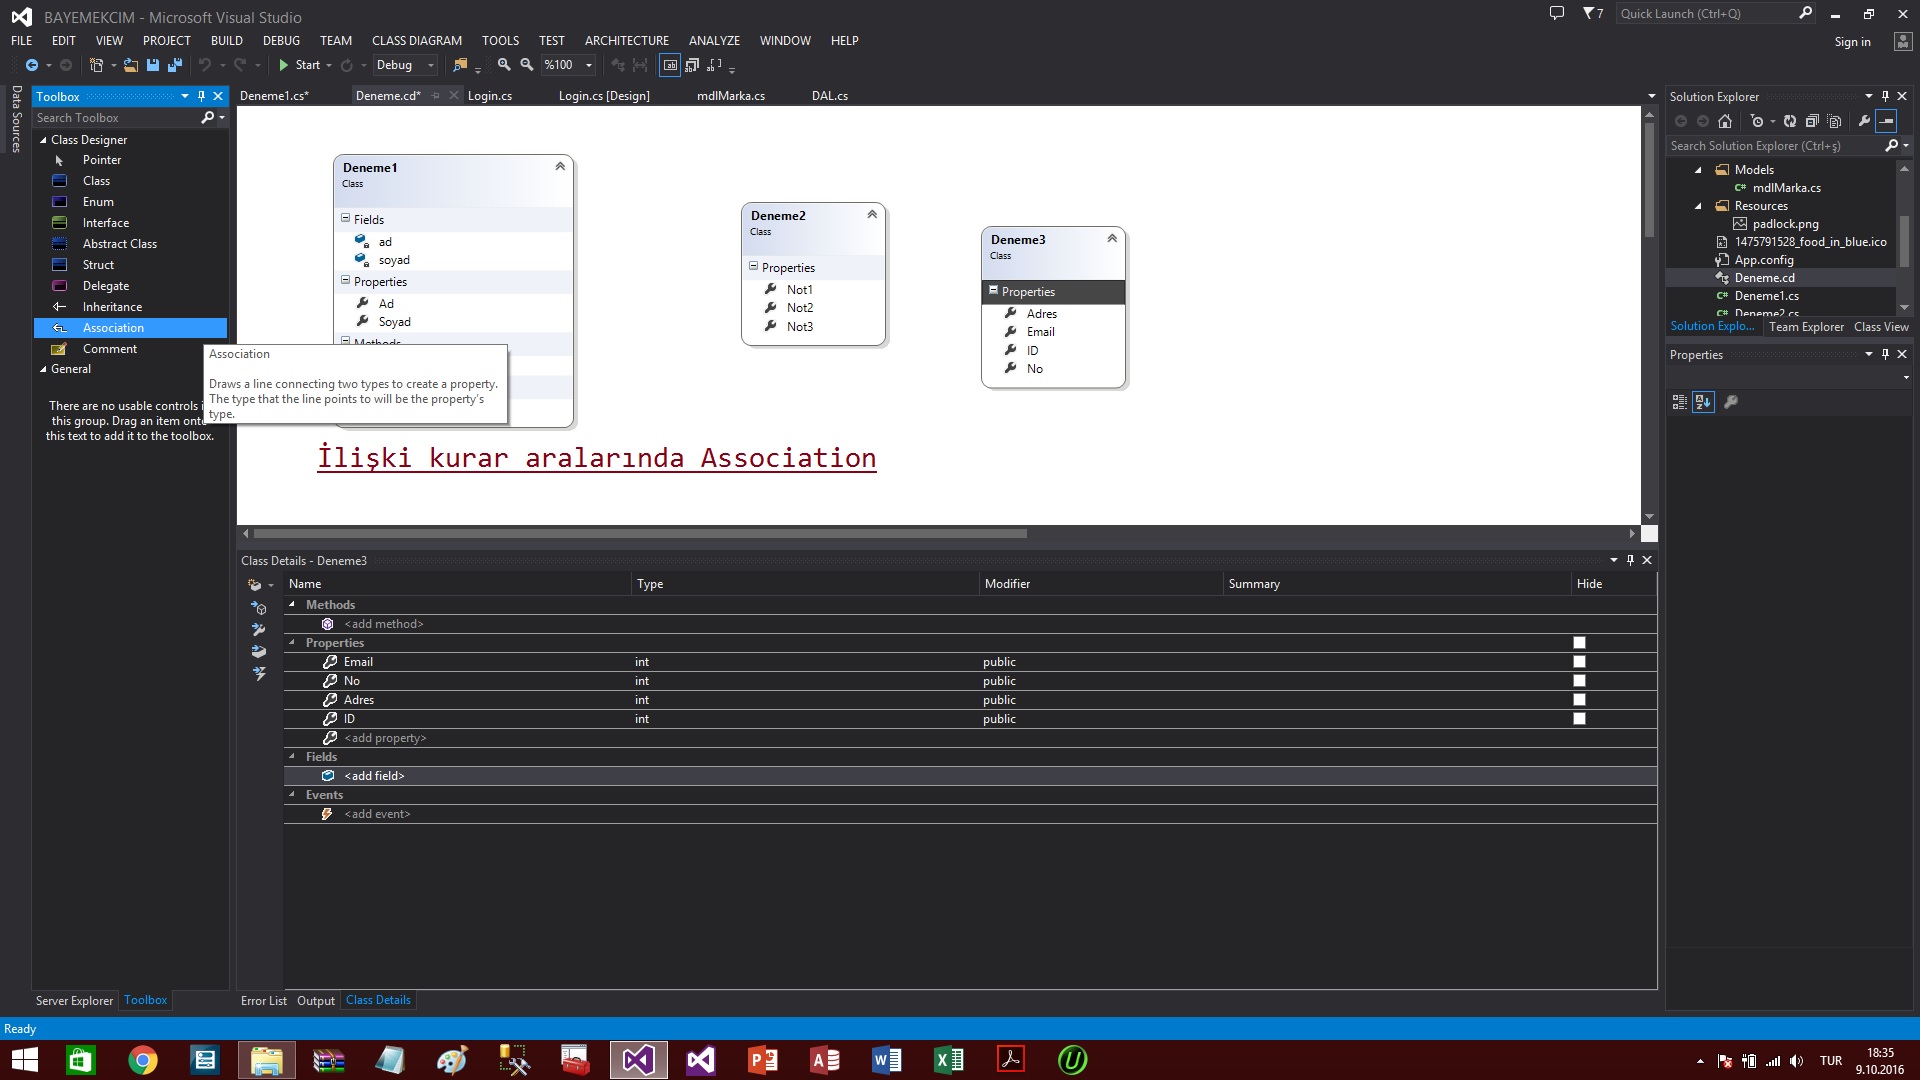 BAYEMEKCIM - Microsoft Visual Studio
7
Quick Launch (Ctrl+Q)
FILE EDIT VIEW PROJECT BUILD DEBUG TEAM CLASS DIAGRAM TOOLS TEST ARCHITECTURE ANALYZE WINDOW HELP
Sign in
Start
Debug
%100
Data Sources
Toolbox
Search Toolbox
Class Designer
Pointer
Class
Enum
Interface
Abstract Class
Struct
Delegate
Inheritance
Association
Comment
General
There are no usable controls
this group. Drag an item onto
this text to add it to the toolbox.
Association
Draws a line connecting two types to create a property.
The type that the line points to will be the property's
type.
Deneme1.cs* Deneme.cd* Login.cs Login.cs [Design] mdlMarka.cs DAL.cs
Deneme1
Class
Fields
ad
soyad
Properties
Ad
Soyad
Methods
Deneme2
Class
Properties
Not1
Not2
Not3
Deneme3
Class
Properties
Adres
Email
ID
No
İlişki kurar aralarında Association
Class Details - Deneme3
Name Type Modifier Summary Hide
Methods
<add method>
Properties
Email int public
No int public
Adres int public
ID int public
<add property>
Fields
<add field>
Events
<add event>
Error List Output Class Details
Server Explorer Toolbox
Solution Explorer
Search Solution Explorer (Ctrl+ş)
Models
mdlMarka.cs
Resources
padlock.png
1475791528_food_in_blue.ico
App.config
Deneme.cd
Deneme1.cs
Deneme2.cs
Solution Explo... Team Explorer Class View
Properties
Ready
TUR
18:35
9.10.2016